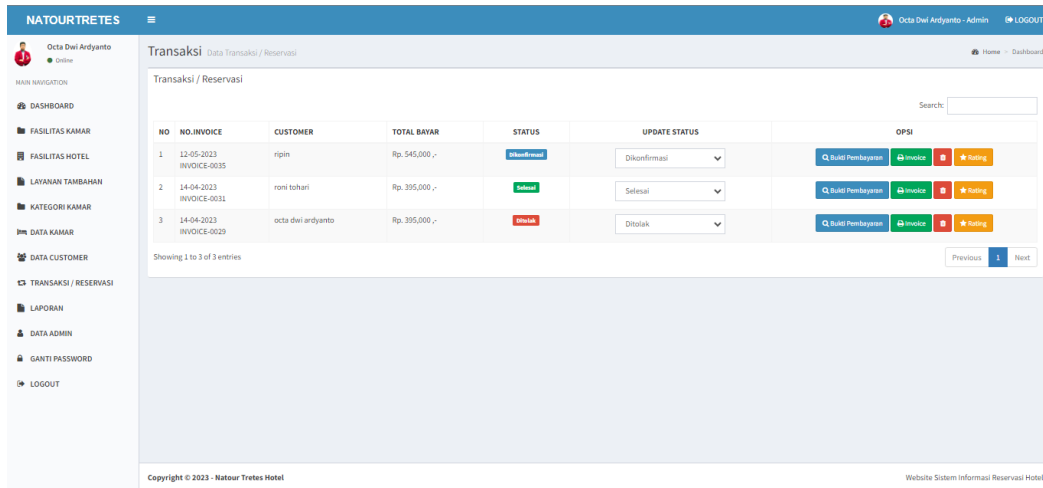 NATOURTRETES
Octa Dwi Ardyanto - Admin LOGOUT
Octa Dwi Ardyanto
Online
MAIN NAVIGATION
DASHBOARD
FASILITAS KAMAR
FASILITAS HOTEL
LAYANAN TAMBAHAN
KATEGORI KAMAR
DATA KAMAR
DATA CUSTOMER
TRANSAKSI / RESERVASI
LAPORAN
DATA ADMIN
GANTI PASSWORD
LOGOUT
Transaksi Data Transaksi / Reservasi
Home > Dashboard
Transaksi / Reservasi
Search:
NO NO.INVOICE CUSTOMER TOTAL BAYAR STATUS UPDATE STATUS OPSI
1 12-05-2023 ripin Rp. 545,000 ,- Dikonfirmasi Dikonfirmasi Bukti Pembayaran Invoice Rating
INVOICE-0035
2 14-04-2023 roni tohari Rp. 395,000 ,- Selesai Selesai Bukti Pembayaran Invoice Rating
INVOICE-0031
3 14-04-2023 octa dwi ardyanto Rp. 395,000 ,- Ditolak Ditolak Bukti Pembayaran Invoice Rating
INVOICE-0029
Showing 1 to 3 of 3 entries
Previous 1 Next
Copyright © 2023 - Natour Tretes Hotel
Website Sistem Informasi Reservasi Hotel